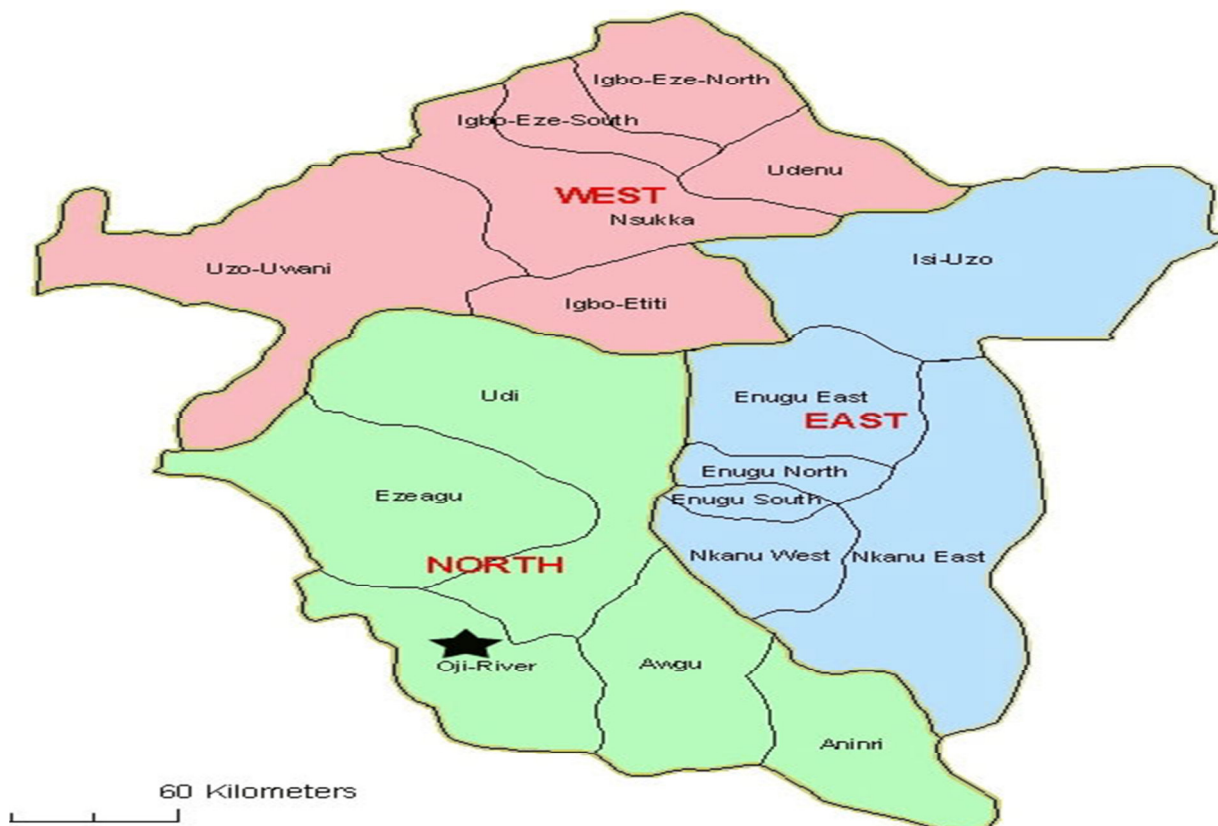 Igbo-Eze-North
Igbo-Eze-South
Udenu
WEST
Nsukka
Isi-Uzo
Uzo-Uwani
Igbo-Etiti
Udi
Enugu East
EAST
Enugu North
Ezeagu
Enugu South
NORTH
Nkanu West
Nkanu East
Oji-River
Awgu
Aninri
60 Kilometers